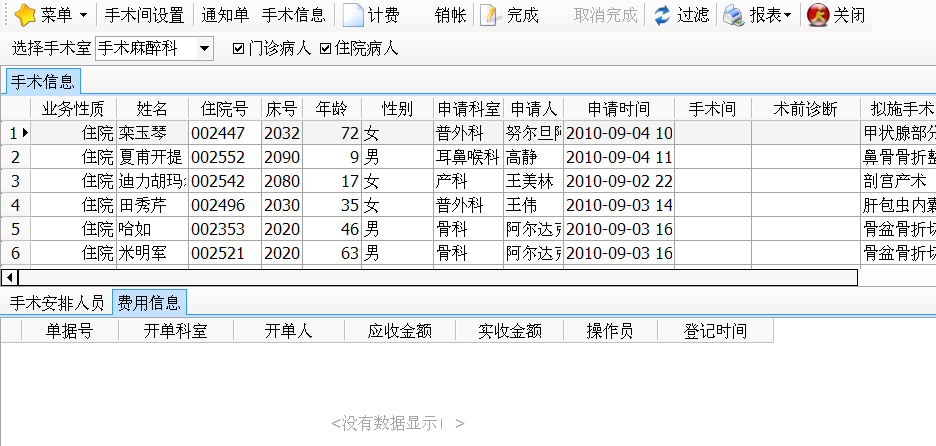 菜单 手术间设置 通知单 手术信息 计费 销帐 完成 取消完成 过滤 报表 关闭
选择手术室 手术麻醉科 门诊病人 住院病人
手术信息
业务性质 姓名 住院号 床号 年龄 性别 申请科室 申请人 申请时间 手术间 术前诊断 拟施手术
1 住院 栾玉琴 002447 2032 72 女 普外科 努尔旦阿 2010-09-04 10 甲状腺部分
2 住院 夏甫开提 002552 2090 9 男 耳鼻喉科 高静 2010-09-04 11 鼻骨骨折整
3 住院 迪力胡玛 002542 2080 17 女 产科 王美林 2010-09-02 22 剖宫产术
4 住院 田秀芹 002496 2030 35 女 普外科 王伟 2010-09-03 14 肝包虫内囊
5 住院 哈如 002353 2020 46 男 骨科 阿尔达克 2010-09-03 16 骨盆骨折切
6 住院 米明军 002521 2020 63 男 骨科 阿尔达克 2010-09-03 16 骨盆骨折切
手术安排人员 费用信息
单据号 开单科室 开单人 应收金额 实收金额 操作员 登记时间
<没有数据显示! >